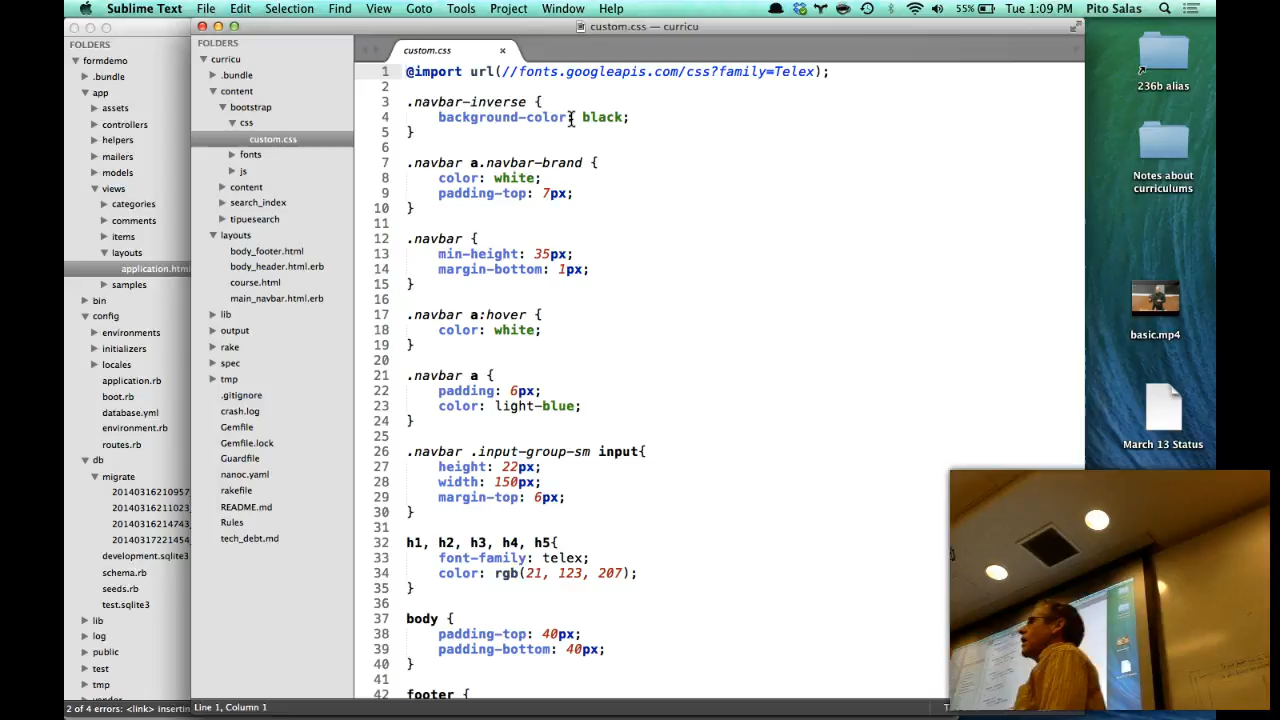 Sublime Text File Edit Selection Find View Goto Tools Project Window Help 55% Tue 1:09 PM Pito Salas
custom.css — curricu
FOLDERS
formdemo
.bundle
app
assets
controllers
helpers
mailers
models
views
categories
comments
items
layouts
application.html
samples
bin
config
environments
initializers
locales
application.rb
boot.rb
database.yml
environment.rb
routes.rb
db
migrate
20140316210957_
20140316211023_
20140316214743_
20140317221454_
development.sqlite3
schema.rb
seeds.rb
test.sqlite3
lib
log
public
test
tmp
2 of 4 errors: <link> insertin
FOLDERS
curricu
.bundle
content
bootstrap
css
custom.css
fonts
js
content
search_index
tipuesearch
layouts
body_footer.html
body_header.html.erb
course.html
main_navbar.html.erb
lib
output
rake
spec
tmp
.gitignore
crash.log
Gemfile
Gemfile.lock
Guardfile
nanoc.yaml
rakefile
README.md
Rules
tech_debt.md
custom.css
1 @import url(//fonts.googleapis.com/css?family=Telex);
2
3 .navbar-inverse {
4 background-color: black;
5 }
6
7 .navbar a.navbar-brand {
8 color: white;
9 padding-top: 7px;
10 }
11
12 .navbar {
13 min-height: 35px;
14 margin-bottom: 1px;
15 }
16
17 .navbar a:hover {
18 color: white;
19 }
20
21 .navbar a {
22 padding: 6px;
23 color: light-blue;
24 }
25
26 .navbar .input-group-sm input{
27 height: 22px;
28 width: 150px;
29 margin-top: 6px;
30 }
31
32 h1, h2, h3, h4, h5{
33 font-family: telex;
34 color: rgb(21, 123, 207);
35 }
36
37 body {
38 padding-top: 40px;
39 padding-bottom: 40px;
40 }
41
42 footer {
Line 1, Column 1
236b alias
Notes about
curriculums
basic.mp4
March 13 Status